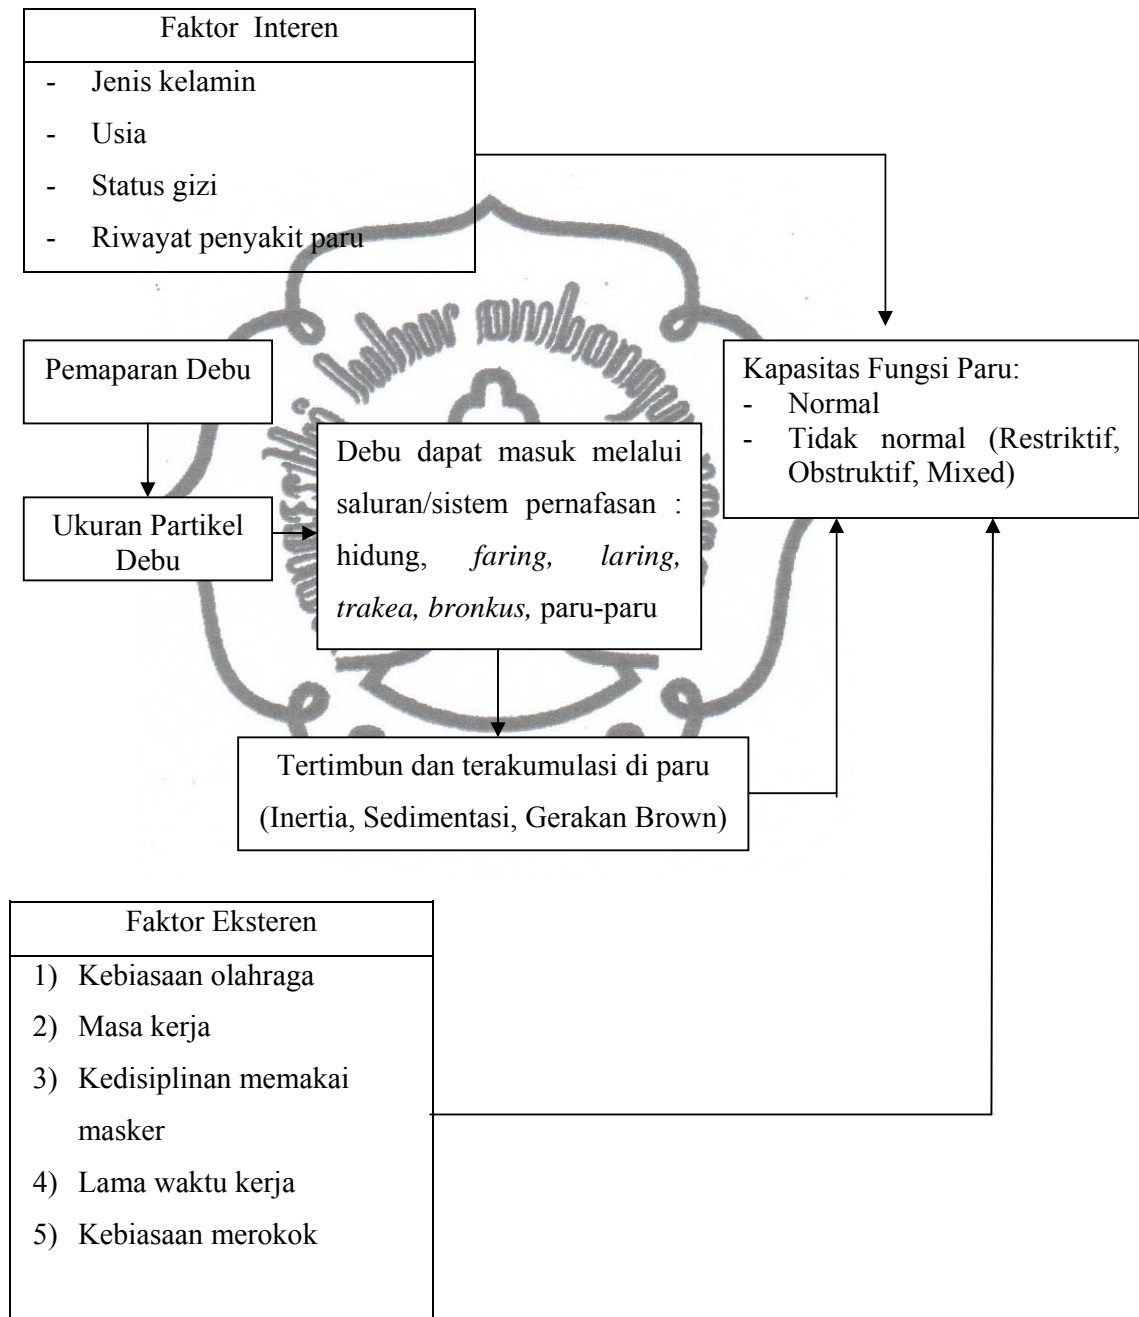 Faktor Interen
- Jenis kelamin
- Usia
- Status gizi
- Riwayat penyakit paru
Pemaparan Debu
Kapasitas Fungsi Paru:
- Normal
- Tidak normal (Restriktif,
Obstruktif, Mixed)
Debu dapat masuk melalui
saluran/sistem pernafasan :
hidung, faring, laring,
trakea, bronkus, paru-paru
Ukuran Partikel
Debu
Tertimbun dan terakumulasi di paru
(Inertia, Sedimentasi, Gerakan Brown)
Faktor Eksteren
1) Kebiasaan olahraga
2) Masa kerja
3) Kedisiplinan memakai
masker
4) Lama waktu kerja
5) Kebiasaan merokok